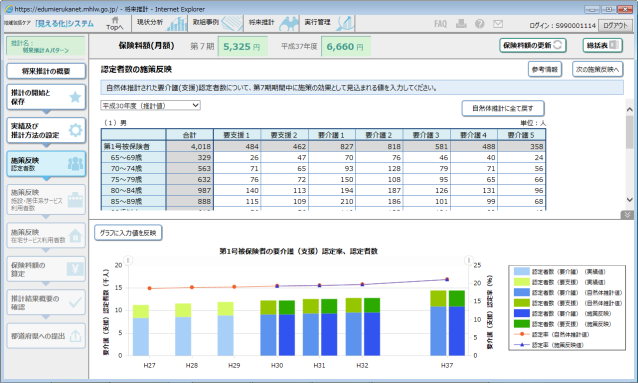 https://edumierukanet.mhlw.go.jp/ - 将来推計 - Internet Explorer
地域包括ケア「見える化」システム
Topへ
現状分析
取組事例
将来推計
実行管理
FAQ
ログイン：S990001114
ログアウト
推計名：
将来推計Aパターン
保険料額(月額)
第７期
5,325 円
平成37年度
6,660 円
保険料額の更新
総括表
将来推計の概要
推計の開始と
保存
実績及び
推計方法の設定
施策反映
認定者数
施策反映
施設・居住系サービス
利用者数
施策反映
在宅サービス利用者数
保険料額の
算定
推計結果概要の
確認
都道府県への提出
認定者数の施策反映
参考情報
次の施策反映へ
自然体推計された要介護(支援)認定者数について、第7期期間中に施策の効果として見込まれる値を入力してください。
平成30年度（推計値）
自然体推計に全て戻す
（１）男
単位：人
合計 要支援１ 要支援２ 要介護１ 要介護２ 要介護３ 要介護４ 要介護５
第1号被保険者 4,018 484 462 827 818 581 488 358
65～69歳 329 26 47 70 76 46 40 24
70～74歳 563 71 65 93 128 79 71 56
75～79歳 632 76 72 150 108 95 65 66
80～84歳 987 140 113 194 187 126 131 96
85～89歳 888 115 109 210 186 101 99 68
グラフに入力値を反映
第1号被保険者の要介護（支援）認定率、認定者数
要介護（支援）認定者数（千人）
20
15
10
5
0
H27 H28 H29 H30 H31 H32 H37
25
20
15
10
5
0
要介護（支援）認定率（%）
認定者数（要介護）（実績値）
認定者数（要支援）（実績値）
認定者数（要介護）（自然体推計値）
認定者数（要支援）（自然体推計値）
認定者数（要介護）（施策反映）
認定者数（要支援）（施策反映）
認定率（自然体推計値）
認定率（施策反映値）